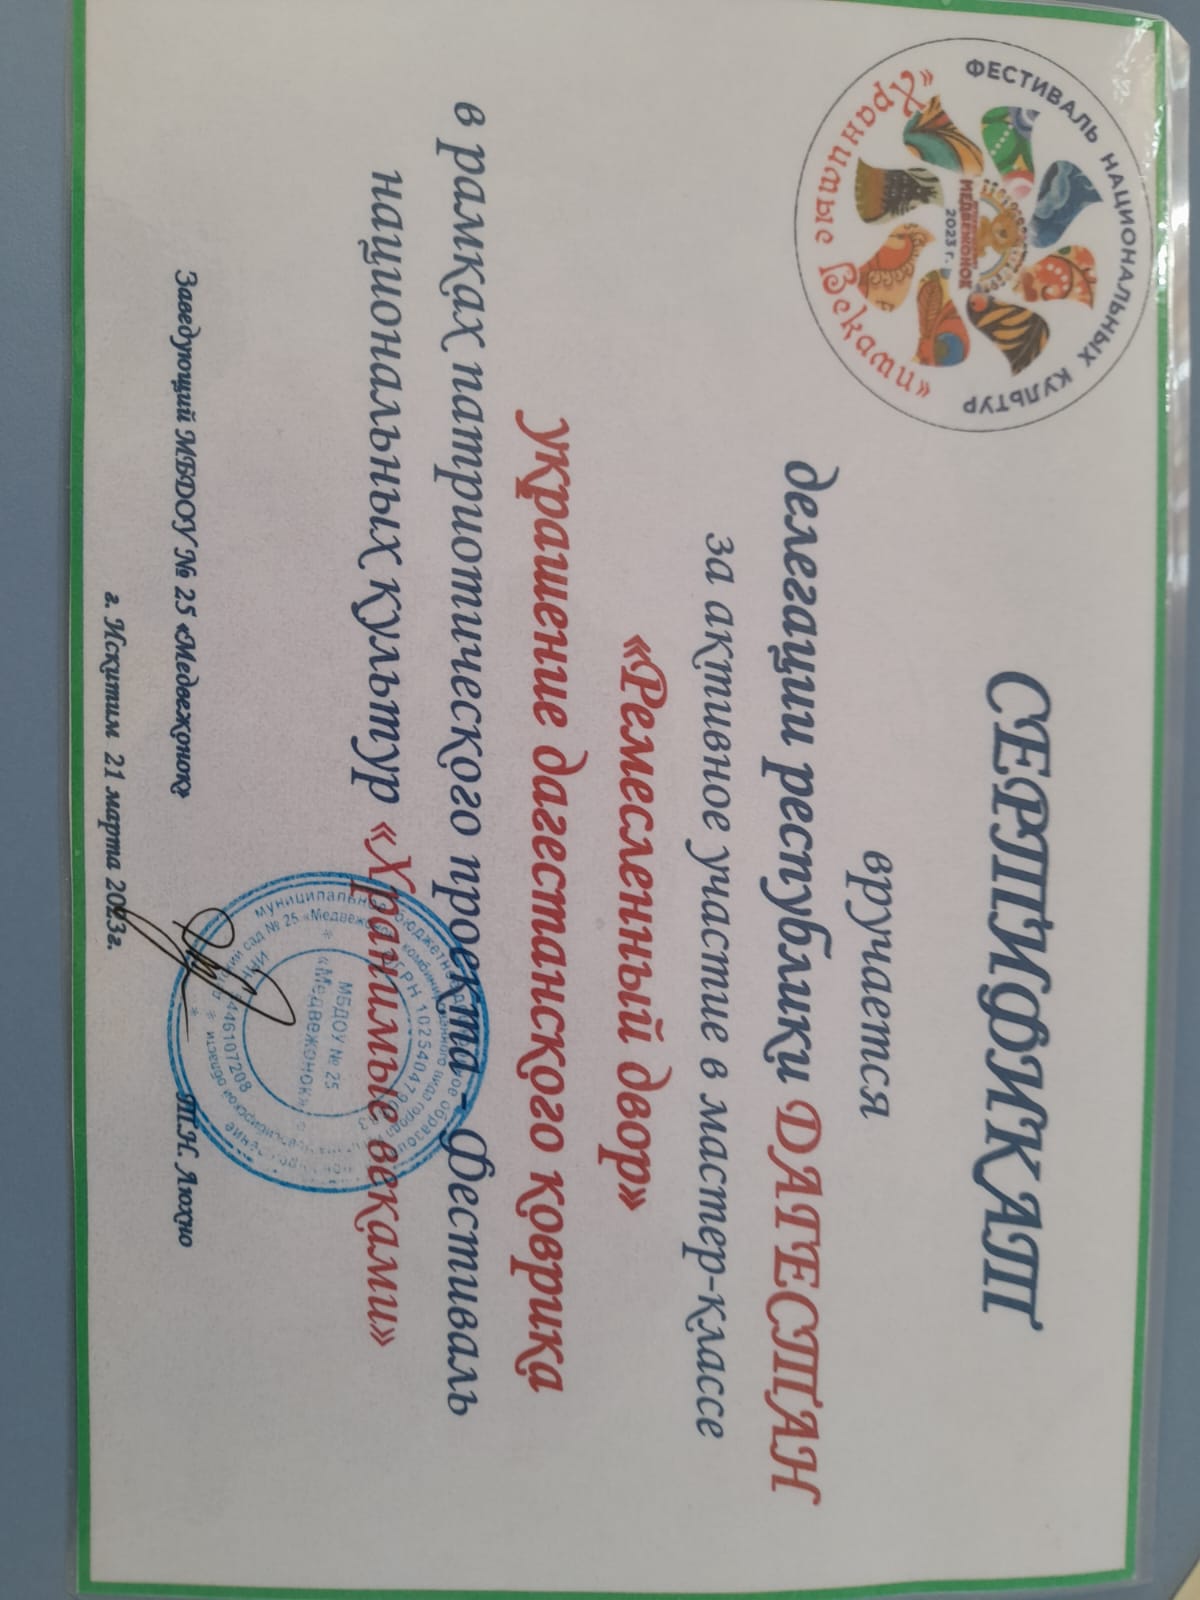 ФЕСТИВАЛЬ НАЦИОНАЛЬНЫХ КУЛЬТУР
«Хранимые Веками»
МЕДВЕЖОНОК
2023 г.
СЕРТИФИКАТ
вручается
делегации республики ДАГЕСТАН
за активное участие в мастер-классе
«Ремесленный двор»
украшение дагестанского коврика
в рамках патриотического проекта - Фестиваль
национальных культур «Хранимые веками»
Заведующий МБДОУ № 25 «Медвежонок» Т.Н. Люхно
г. Искитим 21 марта 2023г.
МБДОУ № 25
«Медвежонок»